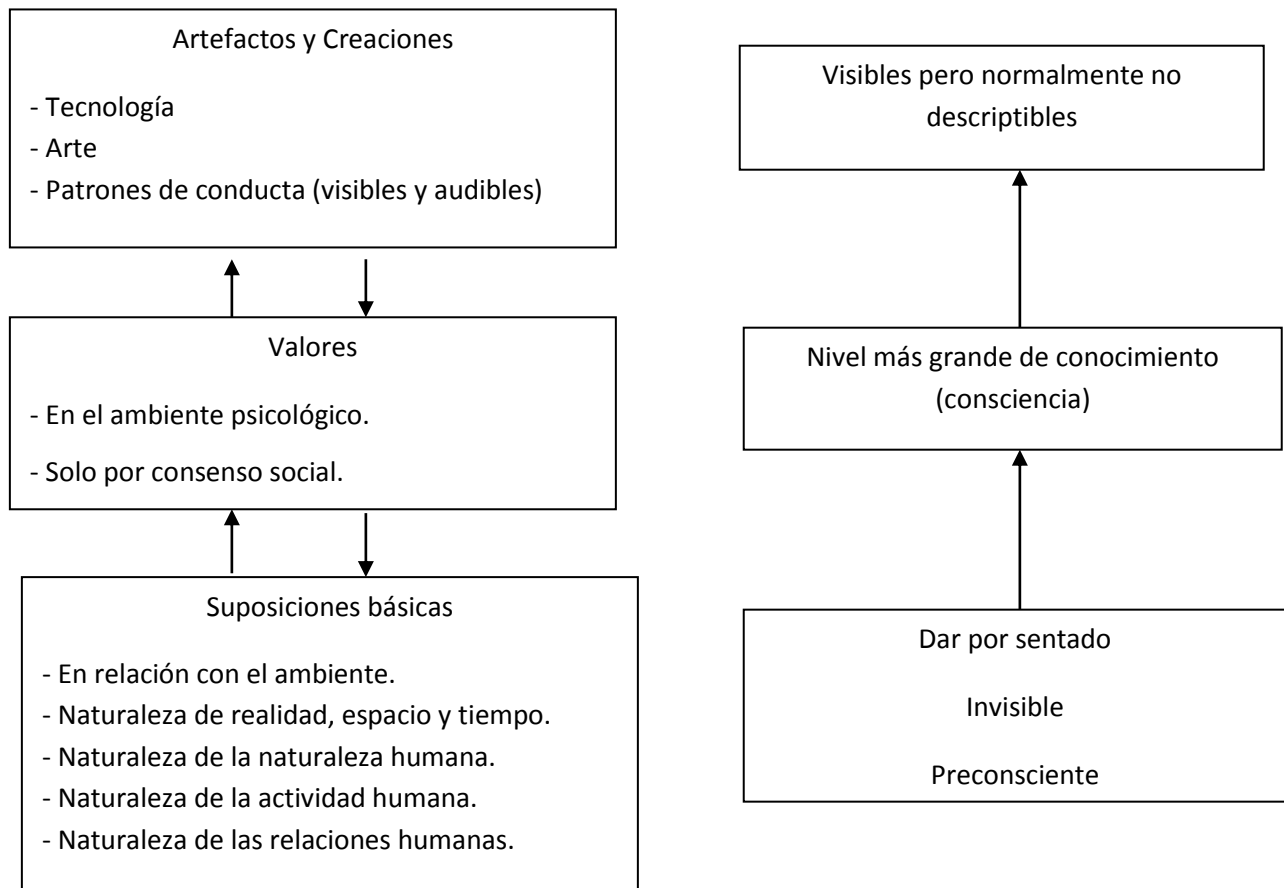 Artefactos y Creaciones
- Tecnología
- Arte
- Patrones de conducta (visibles y audibles)
Visibles pero normalmente no
descriptibles
Valores
- En el ambiente psicológico.
- Solo por consenso social.
Nivel más grande de conocimiento
(consciencia)
Suposiciones básicas
- En relación con el ambiente.
- Naturaleza de realidad, espacio y tiempo.
- Naturaleza de la naturaleza humana.
- Naturaleza de la actividad humana.
- Naturaleza de las relaciones humanas.
Dar por sentado
Invisible
Preconsciente